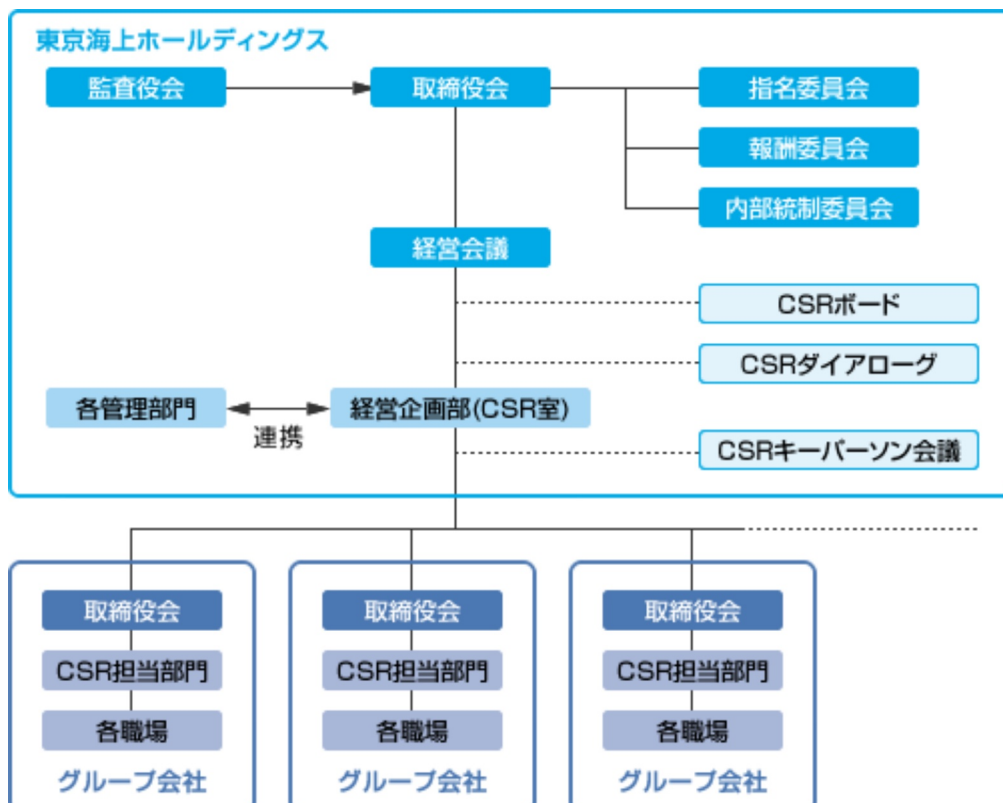 東京海上ホールディングス
監査役会
取締役会
指名委員会
報酬委員会
内部統制委員会
経営会議
CSRボード
CSRダイアローグ
各管理部門
連携
経営企画部(CSR室)
CSRキーパーソン会議
取締役会
CSR担当部門
各職場
グループ会社
取締役会
CSR担当部門
各職場
グループ会社
取締役会
CSR担当部門
各職場
グループ会社